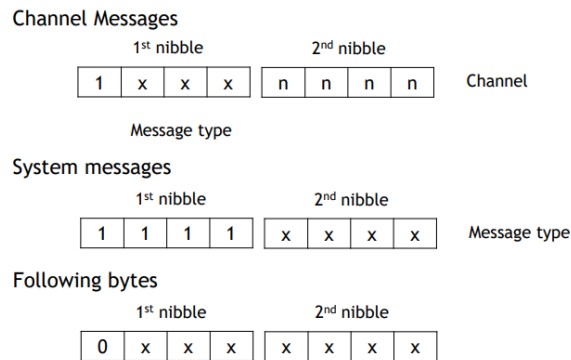 Channel Messages
1st nibble 2nd nibble
1 x x x n n n n Channel
Message type
System messages
1st nibble 2nd nibble
1 1 1 1 x x x x Message type
Following bytes
1st nibble 2nd nibble
0 x x x x x x x